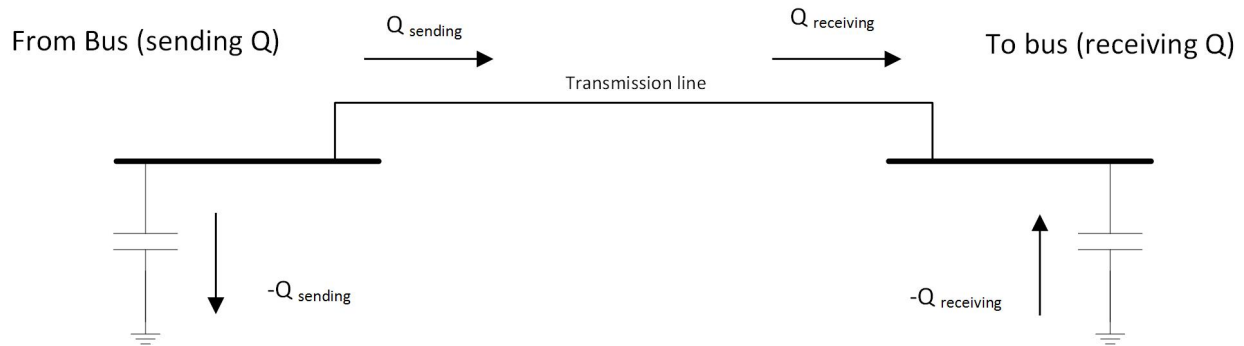 From Bus (sending Q)
Q sending
Q receiving
To bus (receiving Q)
Transmission line
-Q sending
-Q receiving